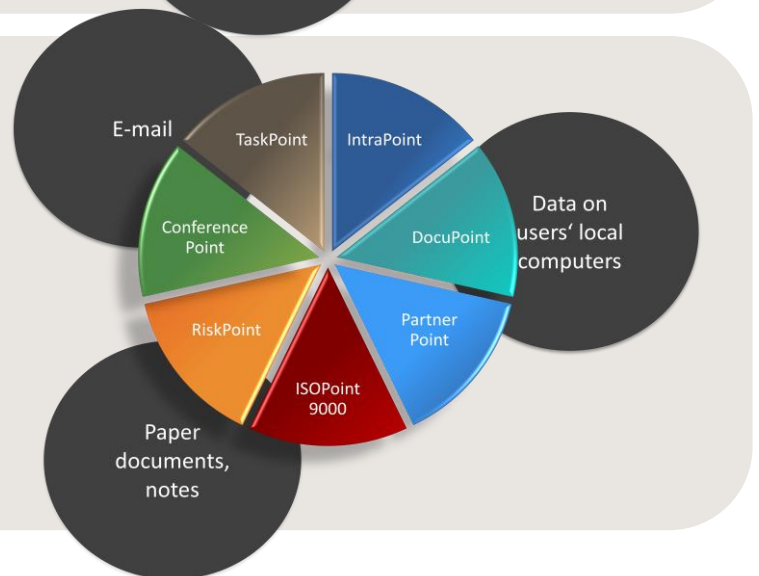 E-mail
TaskPoint
IntraPoint
Conference
Point
DocuPoint
Data on
users‘ local
computers
RiskPoint
Partner
Point
ISOPoint
9000
Paper
documents,
notes